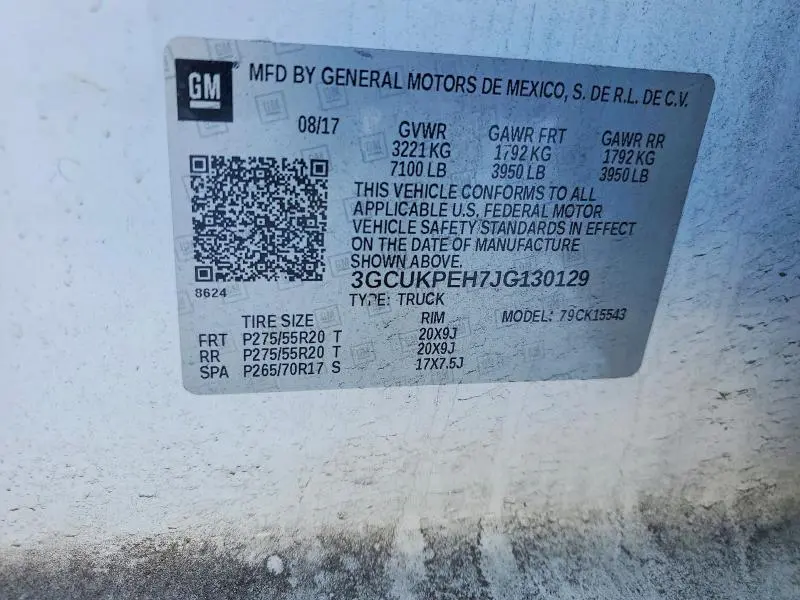 GM MFD BY GENERAL MOTORS DE MEXICO, S. DE R.L. DE C.V.
08/17 GVWR GAWR FRT GAWR RR
3221 KG 1792 KG 1792 KG
7100 LB 3950 LB 3950 LB
THIS VEHICLE CONFORMS TO ALL
APPLICABLE U.S. FEDERAL MOTOR
VEHICLE SAFETY STANDARDS IN EFFECT
ON THE DATE OF MANUFACTURE
SHOWN ABOVE.
8624
3GCUKPEH7JG130129
TYPE: TRUCK
TIRE SIZE RIM MODEL: 79CK15543
FRT P275/55R20 T 20X9J
RR P275/55R20 T 20X9J
SPA P265/70R17 S 17X7.5J